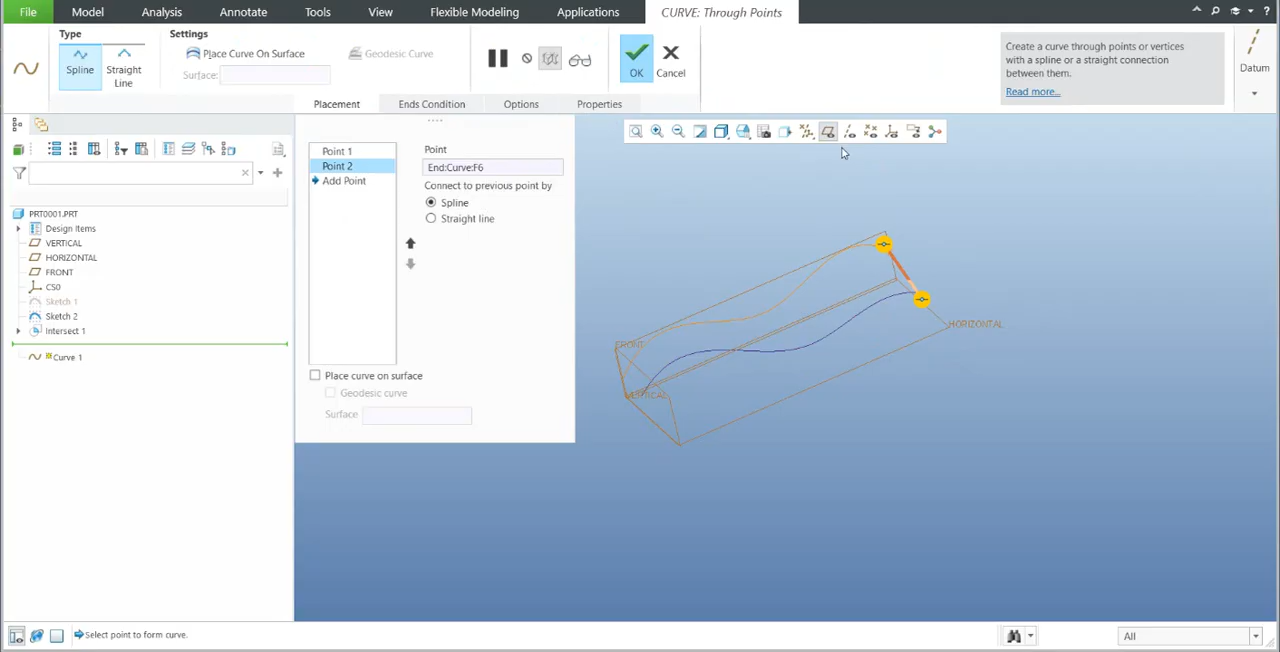 File Model Analysis Annotate Tools View Flexible Modeling Applications CURVE: Through Points ?
Type Settings
Spline Straight Line
Place Curve On Surface Geodesic Curve
Surface:
OK Cancel
Create a curve through points or vertices
with a spline or a straight connection
between them.
Read more...
Datum
Placement Ends Condition Options Properties
Point 1
Point 2
Add Point
Point
End:Curve:F6
Connect to previous point by
Spline
Straight line
Place curve on surface
Geodesic curve
Surface
PRT0001.PRT
Design Items
VERTICAL
HORIZONTAL
FRONT
CS0
Sketch 1
Sketch 2
Intersect 1
Curve 1
HORIZONTAL
FRONT
VERTICAL
Select point to form curve.
All